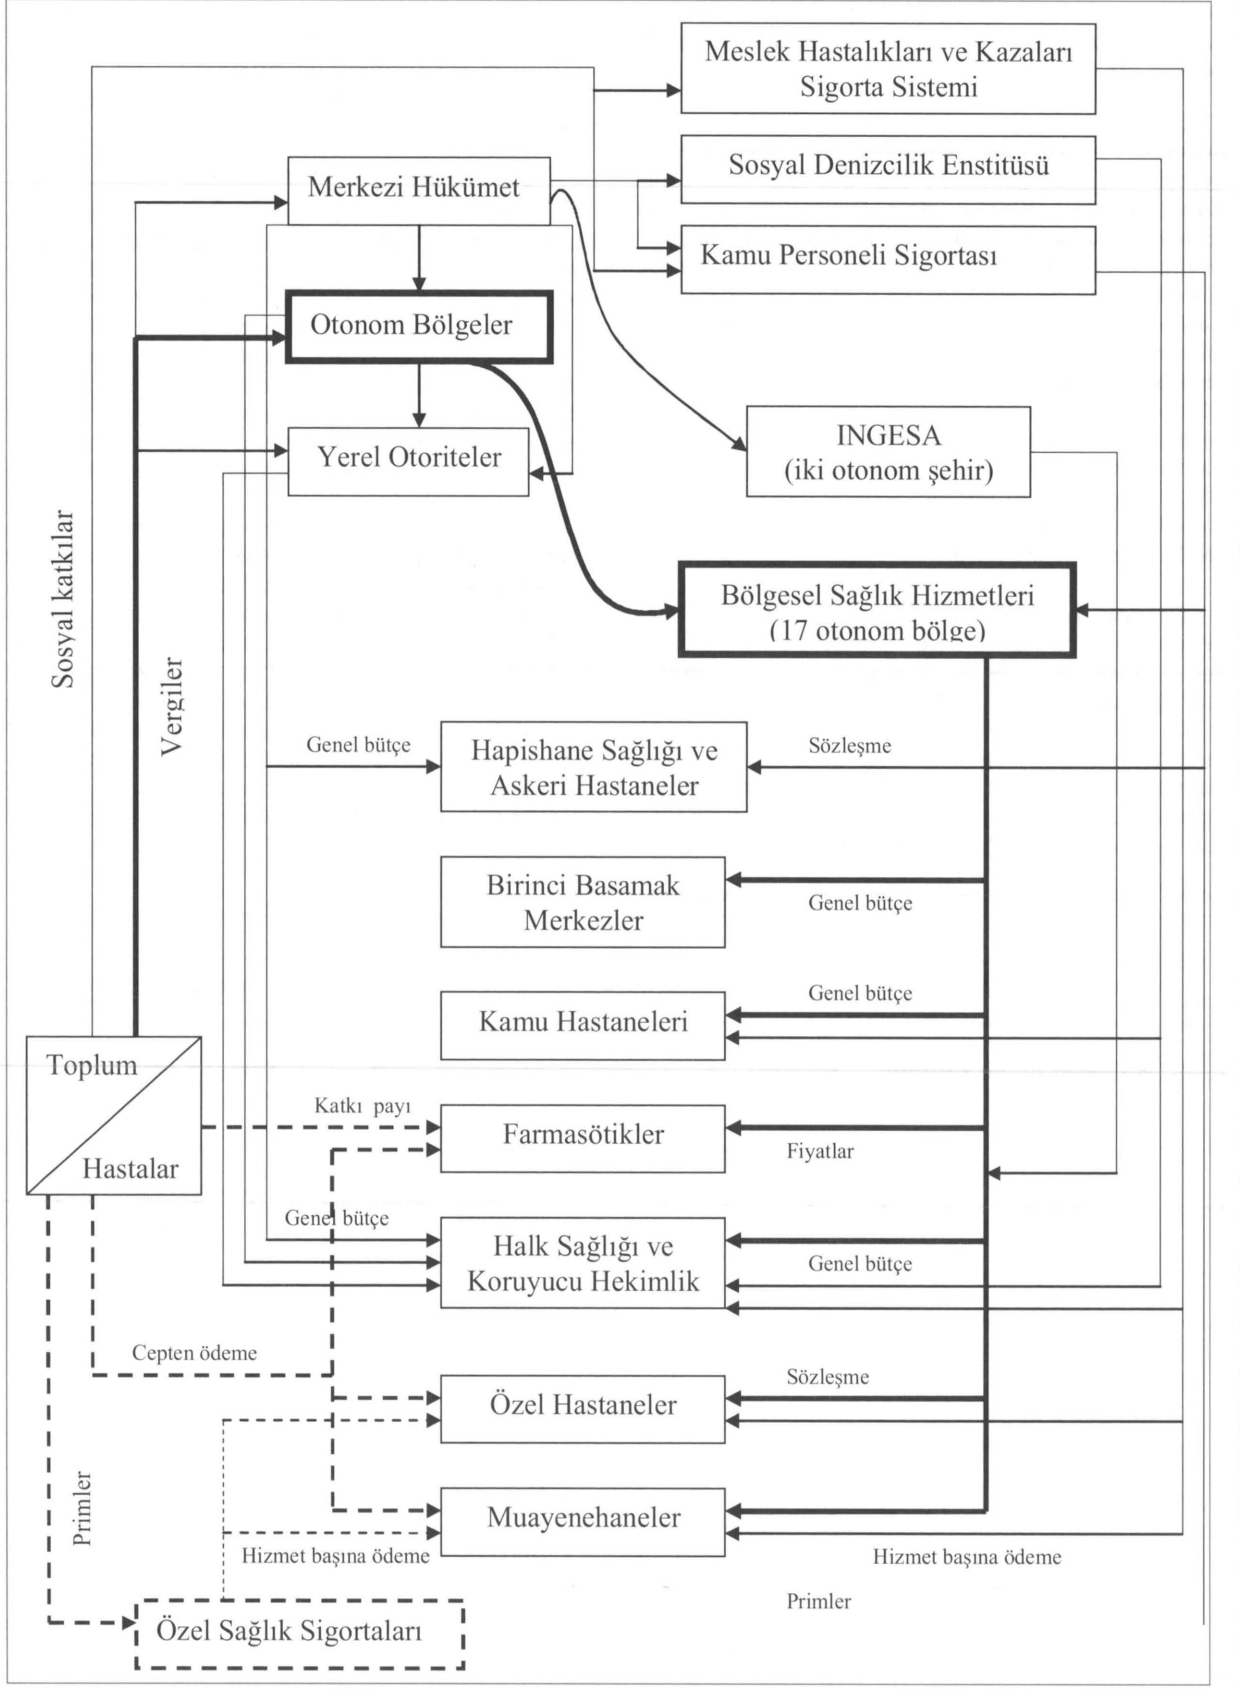 Meslek Hastalıkları ve Kazaları
Sigorta Sistemi
Sosyal Denizcilik Enstitüsü
Merkezi Hükümet
Kamu Personeli Sigortası
Otonom Bölgeler
INGESA
(iki otonom şehir)
Yerel Otoriteler
Sosyal katkılar
Vergiler
Bölgesel Sağlık Hizmetleri
(17 otonom bölge)
Genel bütçe
Hapishane Sağlığı ve
Askeri Hastaneler
Sözleşme
Birinci Basamak
Merkezler
Genel bütçe
Genel bütçe
Kamu Hastaneleri
Toplum
Hastalar
Katkı payı
Farmasötikler
Fiyatlar
Genel bütçe
Halk Sağlığı ve
Koruyucu Hekimlik
Genel bütçe
Cepten ödeme
Sözleşme
Özel Hastaneler
Primler
Muayenehaneler
Hizmet başına ödeme
Hizmet başına ödeme
Primler
Özel Sağlık Sigortaları